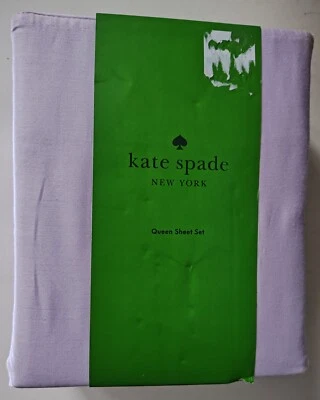 kate spade
NEW YORK
Queen Sheet Set